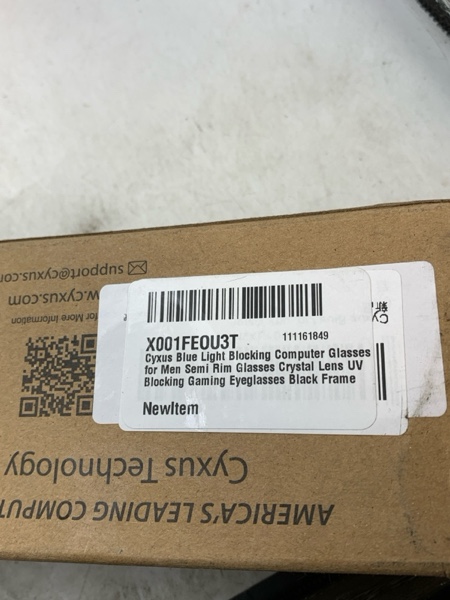 X001FEOU3T 111161849
Cyxus Blue Light Blocking Computer Glasses
for Men Semi Rim Glasses Crystal Lens UV
Blocking Gaming Eyeglasses Black Frame
NewItem
AMERICA'S LEADING COMPUT
Cyxus Technology
for More Information
w.cyxus.com
support@cyxus.com